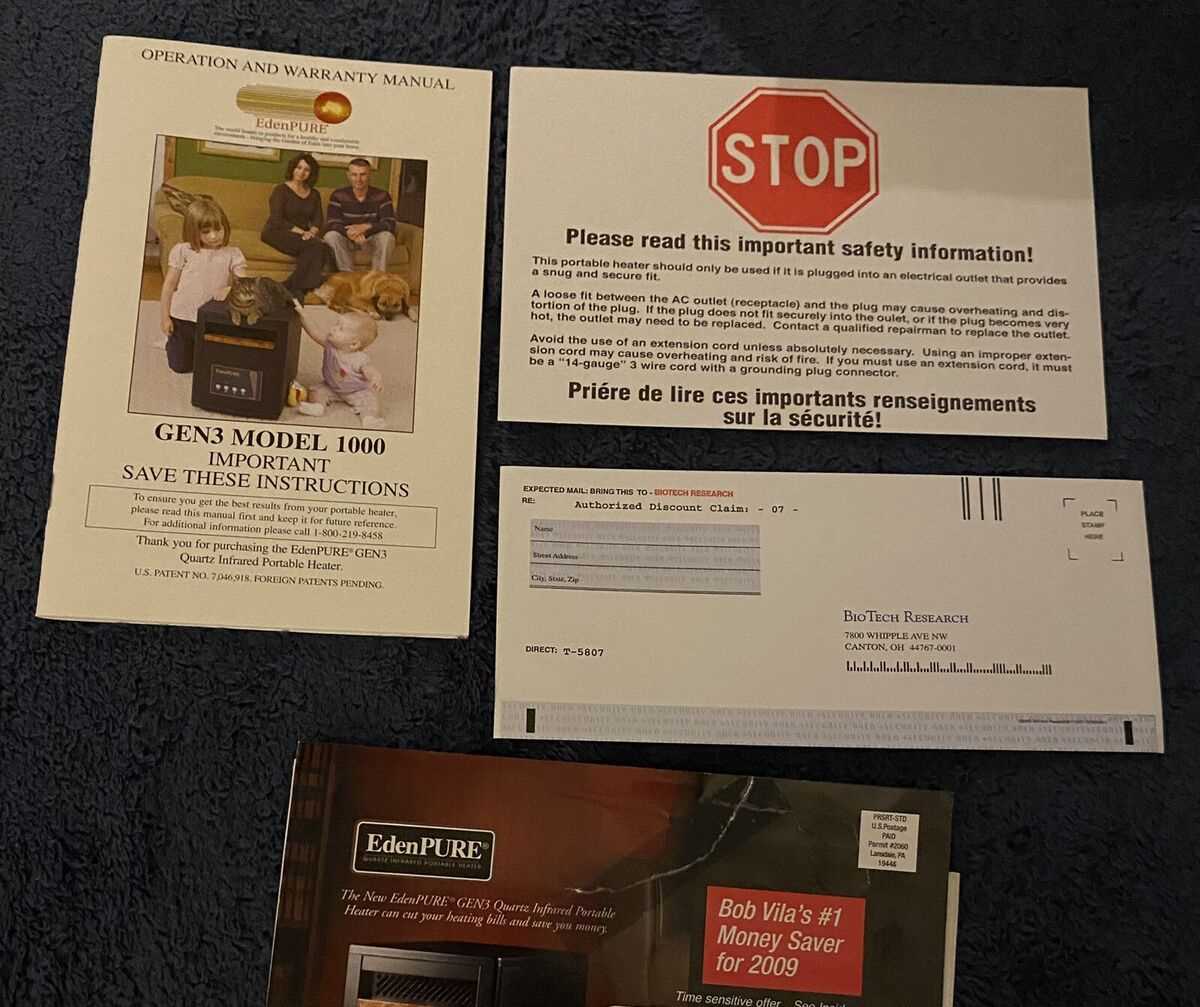 OPERATION AND WARRANTY MANUAL
EdenPURE
GEN3 MODEL 1000
IMPORTANT
SAVE THESE INSTRUCTIONS
To ensure you get the best results from your portable heater,
please read this manual first and keep it for future reference.
For additional information please call 1-800-219-8458
Thank you for purchasing the EdenPURE® GEN3
Quartz Infrared Portable Heater.
U.S. PATENT NO. 7,046,918. FOREIGN PATENTS PENDING.
STOP
Please read this important safety information!
This portable heater should only be used if it is plugged into an electrical outlet that provides
a snug and secure fit.
A loose fit between the AC outlet (receptacle) and the plug may cause overheating and dis-
tortion of the plug. If the plug does not fit securely into the oulet, or if the plug becomes very
hot, the outlet may need to be replaced. Contact a qualified repairman to replace the outlet.
Avoid the use of an extension cord unless absolutely necessary. Using an improper exten-
sion cord may cause overheating and risk of fire. If you must use an extension cord, it must
be a "14-gauge" 3 wire cord with a grounding plug connector.
Priére de lire ces importants renseignements
sur la sécurité!
EXPECTED MAIL: BRING THIS TO - BIOTECH RESEARCH
RE: Authorized Discount Claim: - 07 -
Name
Street Address
City, State, Zip
PLACE
STAMP
HERE
BIOTECH RESEARCH
7800 WHIPPLE AVE NW
CANTON, OH 44767-0001
DIRECT: T-5807
EdenPURE®
QUARTZ INFRARED PORTABLE HEATER
The New EdenPURE® GEN3 Quartz Infrared Portable
Heater can cut your heating bills and save you money.
PRSRT-STD
U.S.Postage
PAID
Permit #2060
Lansdale, PA
19446
Bob Vila's #1
Money Saver
for 2009
Time sensitive offer. See